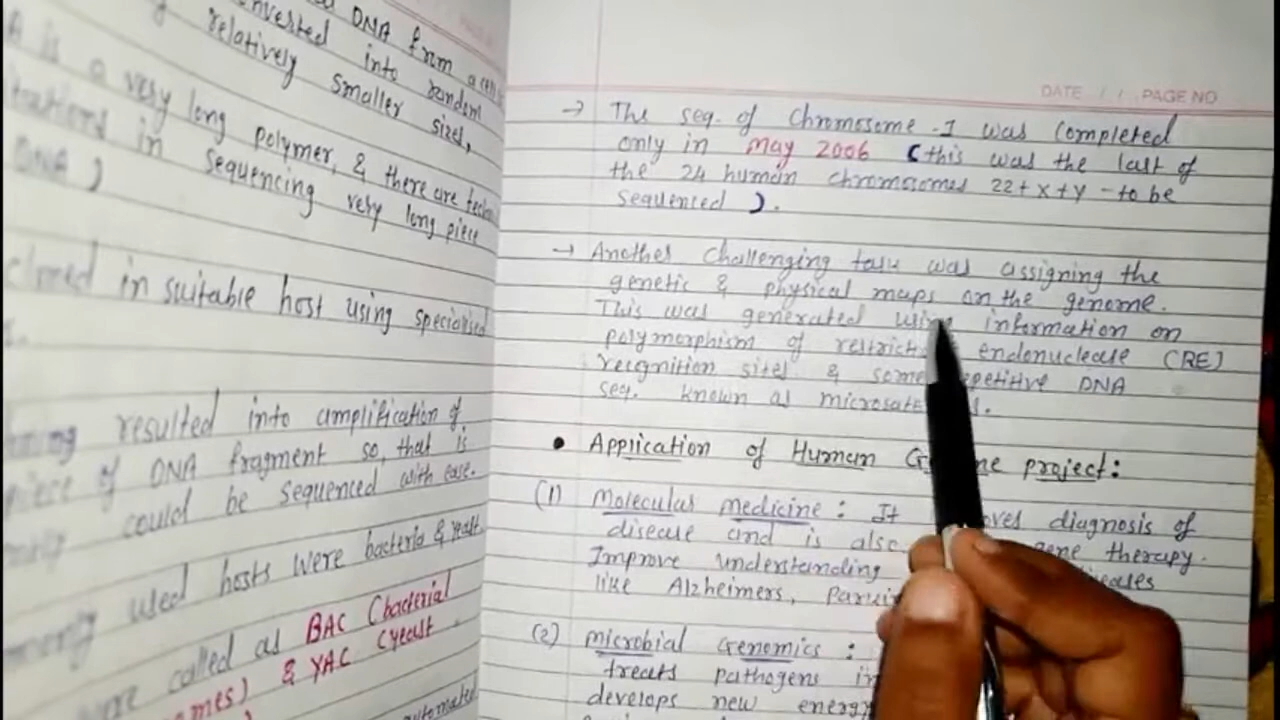 DNA from a
converted into random
relatively smaller sized,
is a very long polymer, & there are
in sequencing very long piece
DNA )
cloned in suitable host using specialised
resulted into amplification of
piece of DNA fragment so, that is
could be sequenced with ease.
used hosts were bacteria & yeast
were called as BAC (bacterial
& YAC (yeast
automated
DATE / / PAGE NO
→ The seq. of Chromosome -I was completed
only in May 2006 (this was the last of
the 24 human chromosomes 22+x+y - to be
sequenced ).
→ Another challenging task was assigning the
genetic & physical maps on the genome.
This was generated using information on
polymorphism of endonuclease (RE)
recognition sites & some DNA
seq. known as
• Application of Human project:
(1) Molecular medicine : It diagnosis of
disease and is also gene therapy.
Improve understanding
like Alzheimers,
(2) microbial Genomics :
treats pathogens
develops new energy